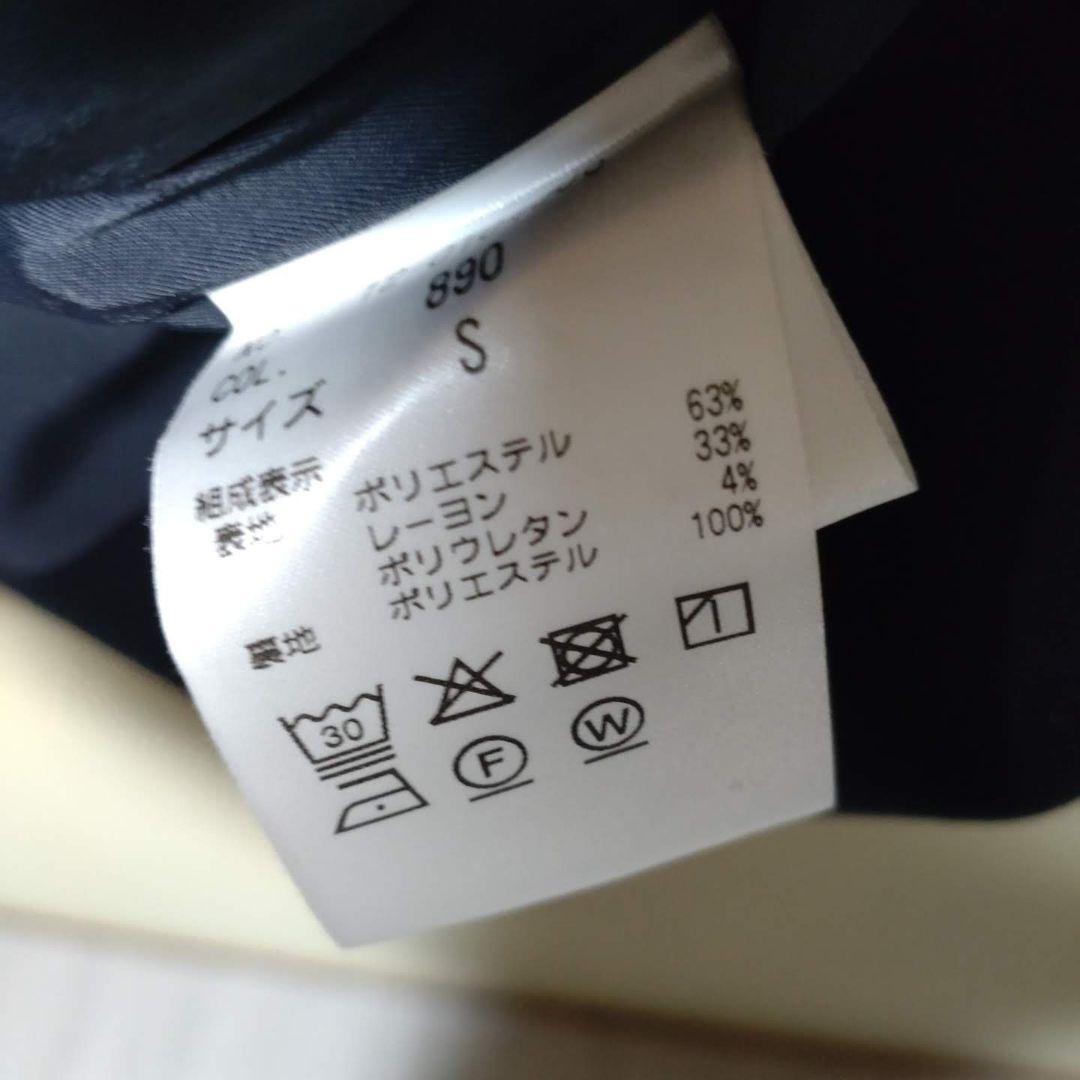 COL. 890
サイズ S
組成表示
表地 ポリエステル 63%
レーヨン 33%
ポリウレタン 4%
裏地 ポリエステル 100%
30
F W